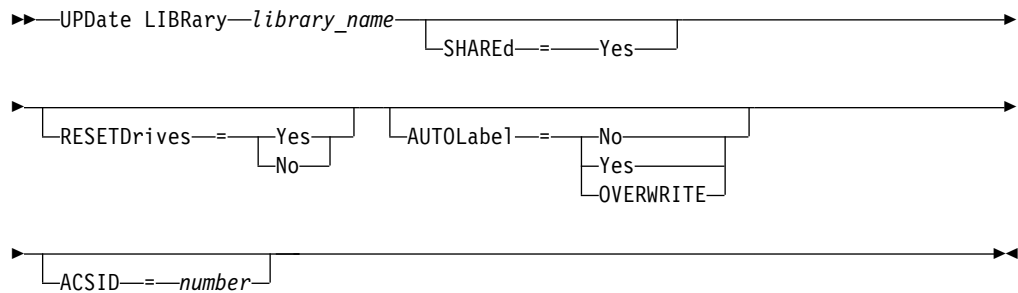 UPDate LIBRary library_name
SHAREd = Yes
RESETDrives = Yes AUTOLabel = No
No Yes
OVERWRITE
ACSID = number